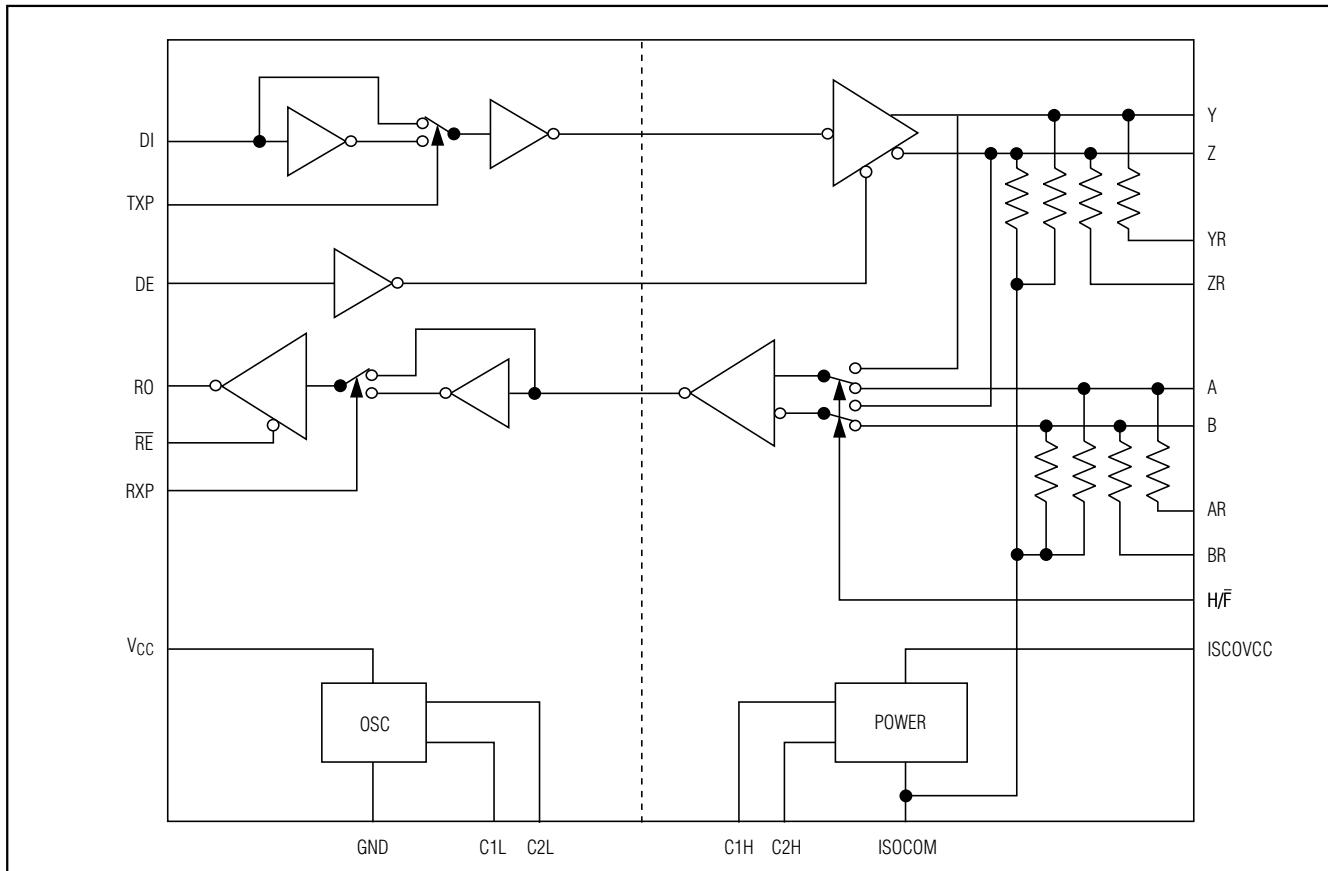 DI
TXP
DE
RO
RE
RXP
VCC
OSC
GND
C1L
C2L
Y
Z
YR
ZR
A
B
AR
BR
H/F
ISCOVCC
POWER
C1H
C2H
ISOCOM